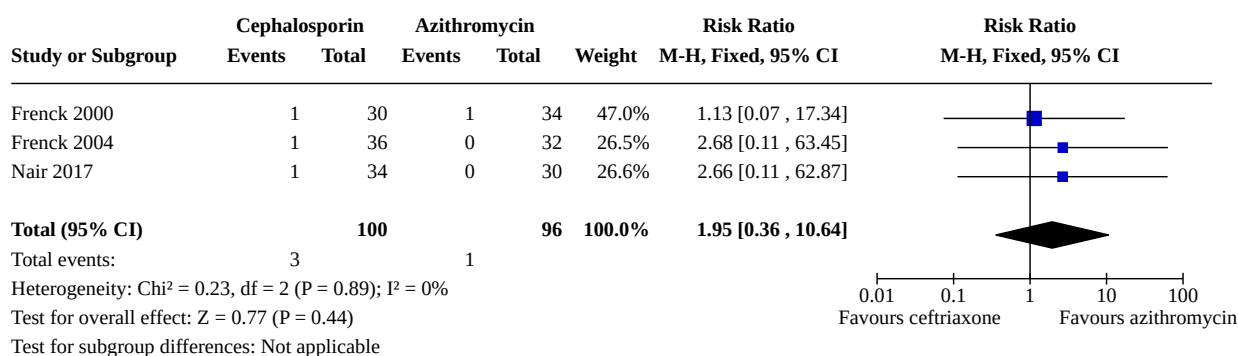 Cephalosporin Azithromycin Risk Ratio Risk Ratio
Study or Subgroup Events Total Events Total Weight M-H, Fixed, 95% CI M-H, Fixed, 95% CI
Frenck 2000 1 30 1 34 47.0% 1.13 [0.07 , 17.34]
Frenck 2004 1 36 0 32 26.5% 2.68 [0.11 , 63.45]
Nair 2017 1 34 0 30 26.6% 2.66 [0.11 , 62.87]
Total (95% CI) 100 96 100.0% 1.95 [0.36 , 10.64]
Total events: 3 1
Heterogeneity: Chi² = 0.23, df = 2 (P = 0.89); I² = 0%
0.01 0.1 1 10 100
Test for overall effect: Z = 0.77 (P = 0.44)
Favours ceftriaxone Favours azithromycin
Test for subgroup differences: Not applicable